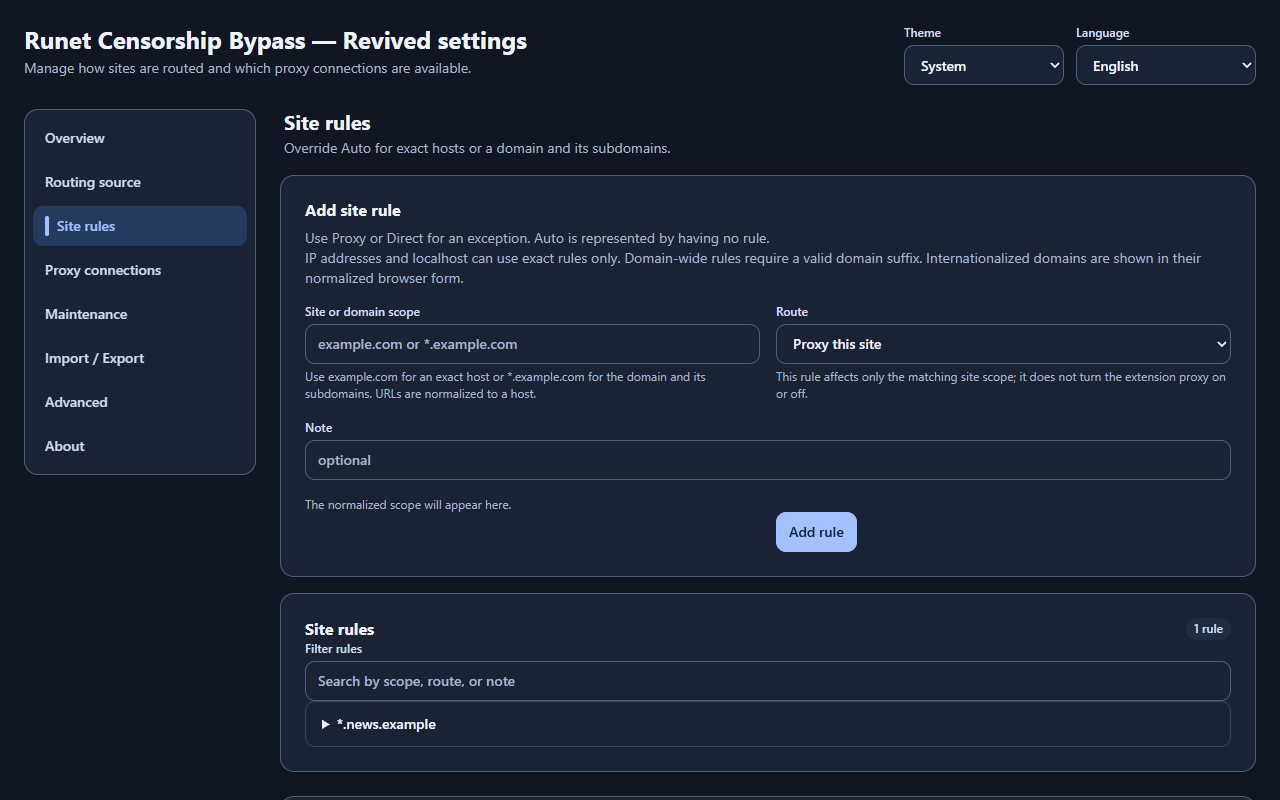 Runet Censorship Bypass — Revived settings
Manage how sites are routed and which proxy connections are available.
Theme
System
Language
English
Overview
Routing source
Site rules
Proxy connections
Maintenance
Import / Export
Advanced
About
Site rules
Override Auto for exact hosts or a domain and its subdomains.
Add site rule
Use Proxy or Direct for an exception. Auto is represented by having no rule.
IP addresses and localhost can use exact rules only. Domain-wide rules require a valid domain suffix. Internationalized domains are shown in their
normalized browser form.
Site or domain scope
example.com or *.example.com
Use example.com for an exact host or *.example.com for the domain and its
subdomains. URLs are normalized to a host.
Route
Proxy this site
This rule affects only the matching site scope; it does not turn the extension proxy on
or off.
Note
optional
The normalized scope will appear here.
Add rule
Site rules
1 rule
Filter rules
Search by scope, route, or note
*.news.example